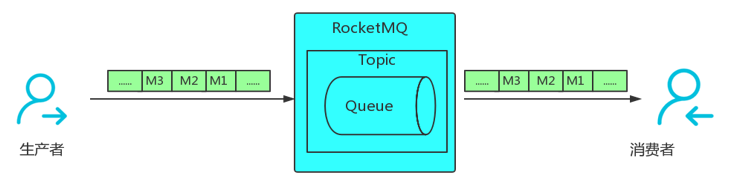 RocketMQ
Topic
...... M3 M2 M1 ......
Queue
...... M3 M2 M1 ......
生产者
消费者